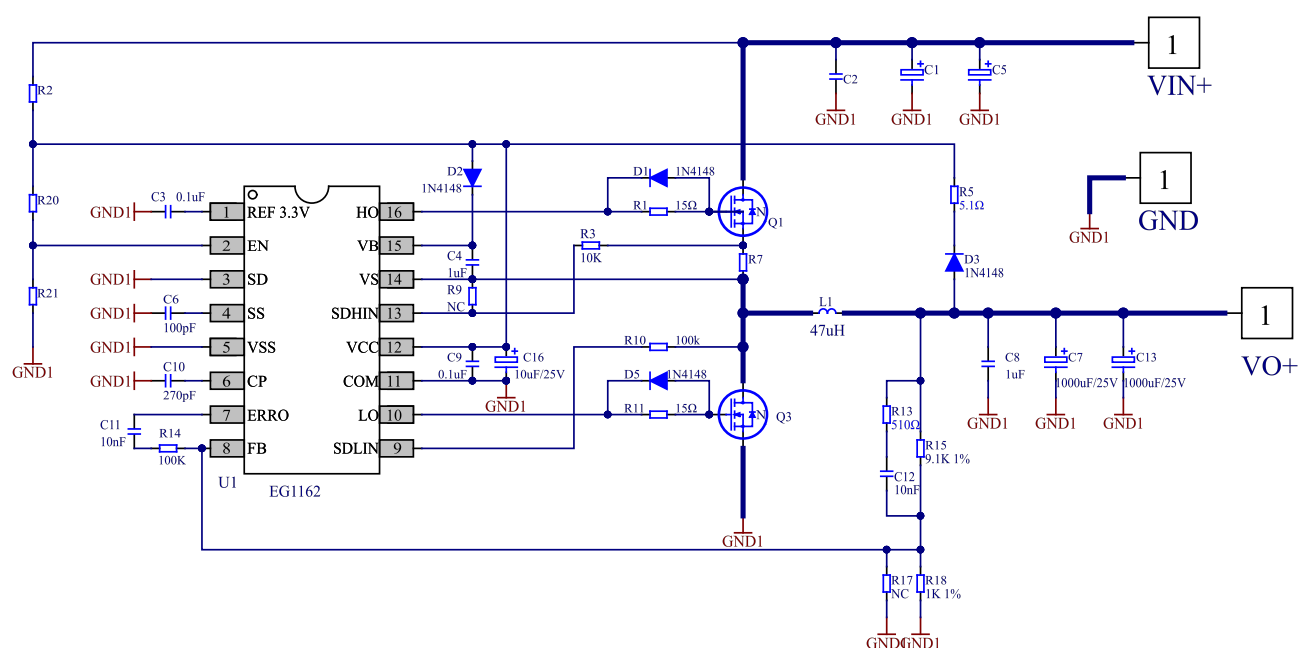 1
VIN+
R2
C2
C1
C5
GND1
GND1
GND1
1
GND
GND1
D2
1N4148
D1
1N4148
R1
15Ω
N
Q1
R5
5.1Ω
D3
1N4148
R20
C3
0.1uF
GND1
1
REF 3.3V
HO
16
2
EN
VB
15
C4
1uF
R3
10K
R7
GND1
3
SD
VS
14
R9
NC
R21
GND1
C6
100pF
4
SS
SDHIN
13
L1
47uH
1
VO+
GND1
GND1
5
VSS
VCC
12
R10
100k
C9
0.1uF
C16
10uF/25V
GND1
C8
1uF
C7
1000uF/25V
C13
1000uF/25V
GND1
GND1
GND1
GND1
C10
270pF
6
CP
COM
11
D5
1N4148
7
ERRO
LO
10
R11
15Ω
N
Q3
C11
10nF
R14
100K
8
FB
SDLIN
9
U1
EG1162
R13
510Ω
R15
9.1K 1%
C12
10nF
GND1
R17
NC
R18
1K 1%
GND1
GND1